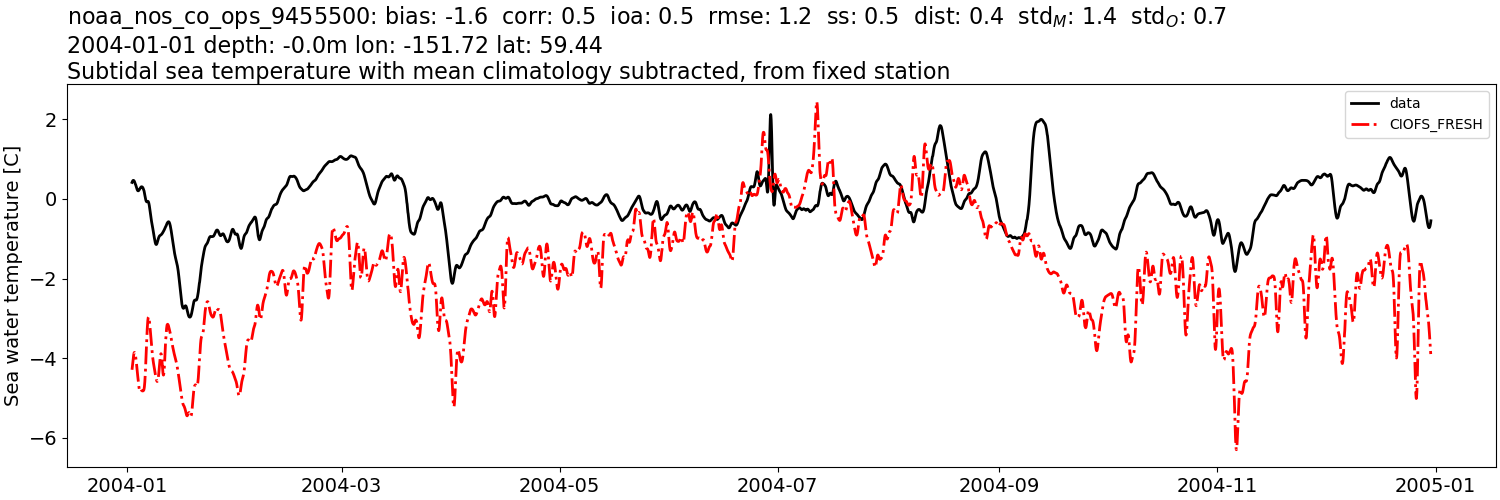 noaa_nos_co_ops_9455500: bias: -1.6 corr: 0.5 ioa: 0.5 rmse: 1.2 ss: 0.5 dist: 0.4 std_M: 1.4 std_O: 0.7
2004-01-01 depth: -0.0m lon: -151.72 lat: 59.44
Subtidal sea temperature with mean climatology subtracted, from fixed station
data
CIOFS_FRESH
Sea water temperature [C]
2
0
−2
−4
−6
2004-01 2004-03 2004-05 2004-07 2004-09 2004-11 2005-01